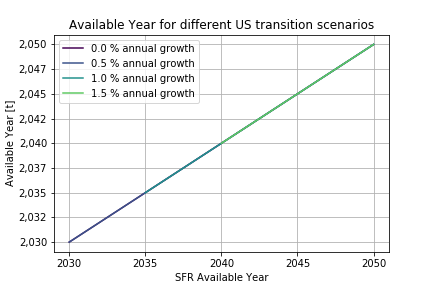 Available Year for different US transition scenarios
0.0 % annual growth
0.5 % annual growth
1.0 % annual growth
1.5 % annual growth
Available Year [t]
2,050
2,047
2,045
2,042
2,040
2,037
2,035
2,032
2,030
2030 2035 2040 2045 2050
SFR Available Year